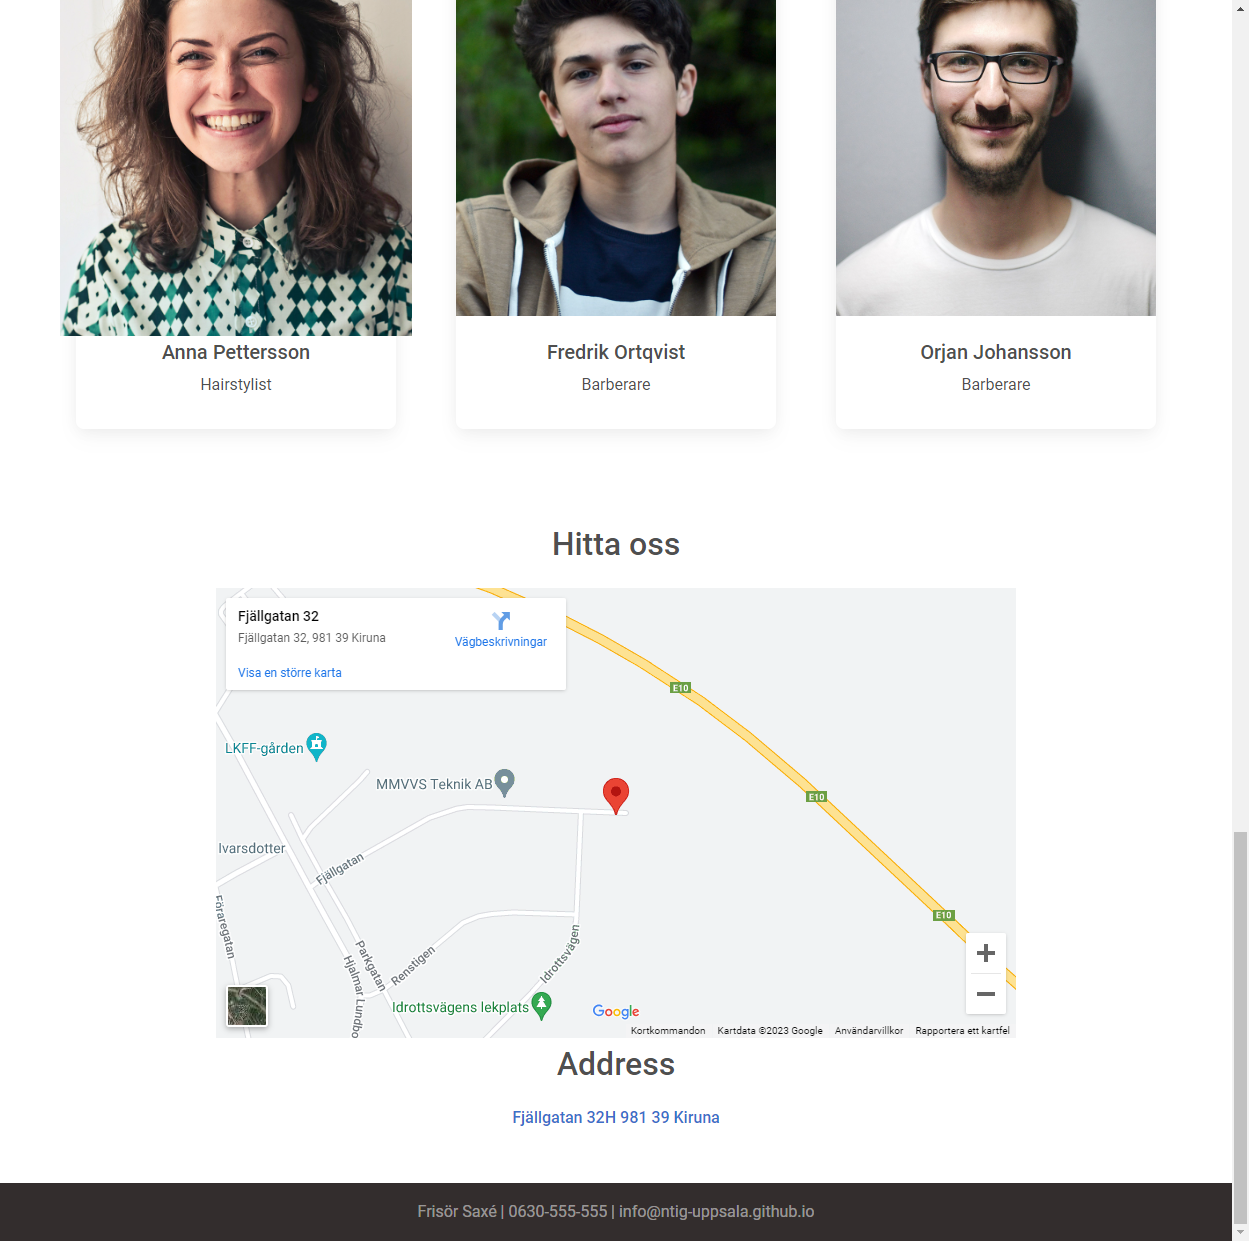 Anna Pettersson
Hairstylist
Fredrik Ortqvist
Barberare
Orjan Johansson
Barberare
Hitta oss
Fjällgatan 32
Fjällgatan 32, 981 39 Kiruna
Vägbeskrivningar
Visa en större karta
E10
LKFF-gården
MMVVS Teknik AB
E10
Ivarsdotter
Fjällgatan
E10
Föraregatan
Parkgatan
Hjalmar Lundbo
Renstigen
Idrottsvägen
Idrottsvägens lekplats
Google
Kortkommandon Kartdata ©2023 Google Användarvillkor Rapportera ett kartfel
Address
Fjällgatan 32H 981 39 Kiruna
Frisör Saxé | 0630-555-555 | info@ntig-uppsala.github.io